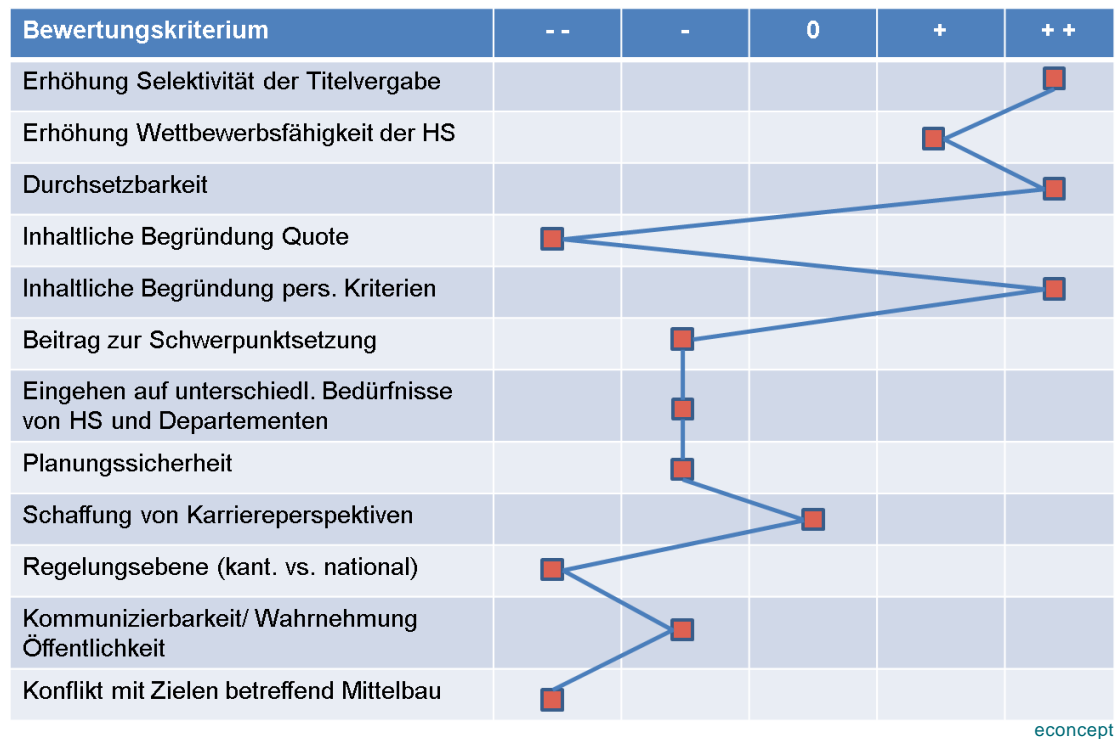 Bewertungskriterium - - - 0 + + +
Erhöhung Selektivität der Titelvergabe
Erhöhung Wettbewerbsfähigkeit der HS
Durchsetzbarkeit
Inhaltliche Begründung Quote
Inhaltliche Begründung pers. Kriterien
Beitrag zur Schwerpunktsetzung
Eingehen auf unterschiedl. Bedürfnisse
von HS und Departementen
Planungssicherheit
Schaffung von Karriereperspektiven
Regelungsebene (kant. vs. national)
Kommunizierbarkeit/ Wahrnehmung
Öffentlichkeit
Konflikt mit Zielen betreffend Mittelbau
econcept